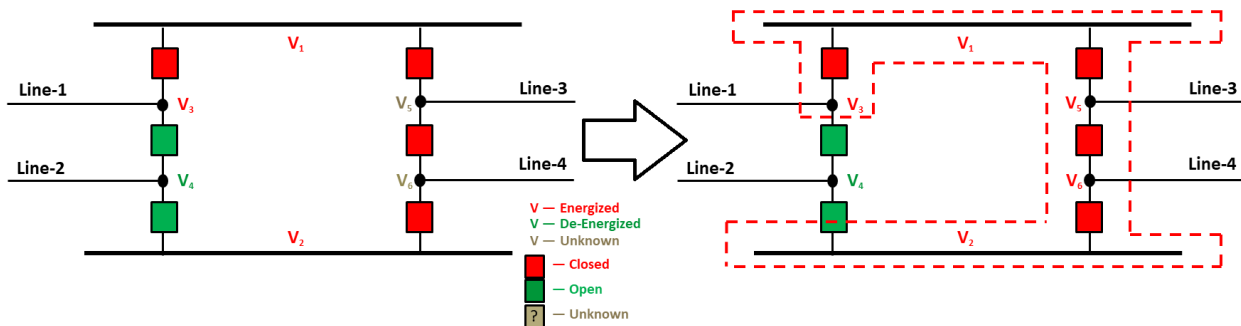 V1
Line-1
V3
V5
Line-3
Line-2
V4
V6
Line-4
V2
V — Energized
V — De-Energized
V — Unknown
— Closed
— Open
? — Unknown
V1
Line-1
V3
V5
Line-3
Line-2
V4
V6
Line-4
V2